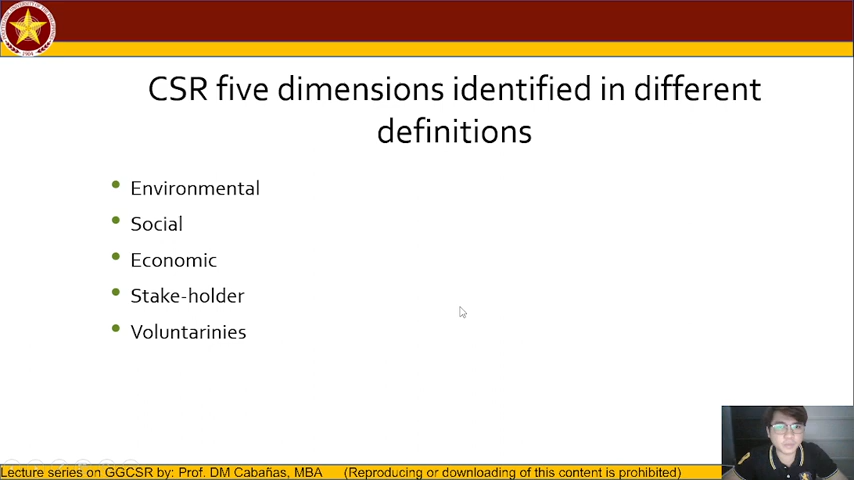 CSR five dimensions identified in different
definitions
Environmental
Social
Economic
Stake-holder
Voluntarinies
Lecture series on GGCSR by: Prof. DM Cabañas, MBA (Reproducing or downloading of this content is prohibited)